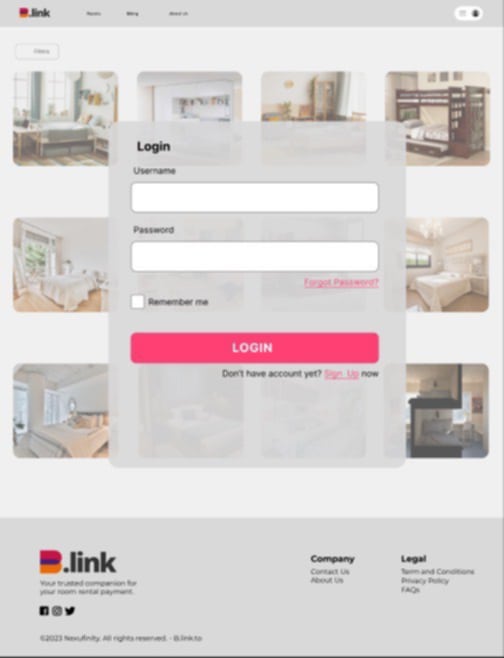 B.link
Rooms
Billing
About Us
Filters
Login
Username
Password
Forgot Password?
Remember me
LOGIN
Don't have account yet? Sign Up now
B.link
Your trusted companion for
your room rental payment.
Company
Contact Us
About Us
Legal
Term and Conditions
Privacy Policy
FAQs
©2023 Nexufinity. All rights reserved. - B.link.to